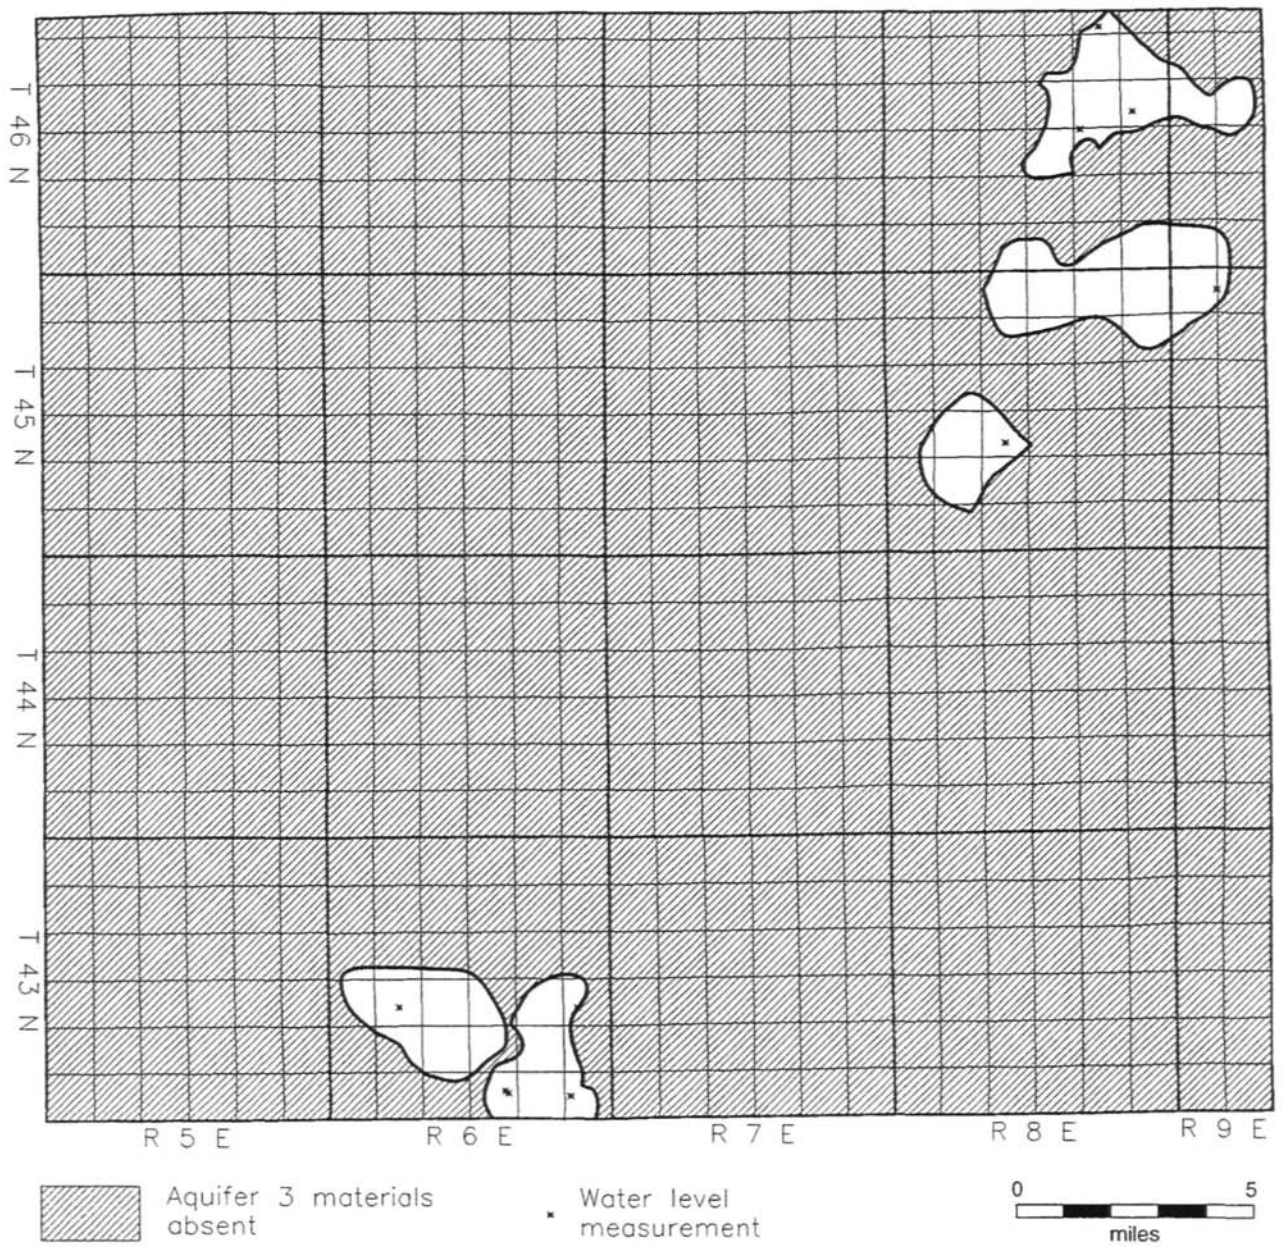 T 46 N
T 45 N
T 44 N
T 43 N
R 5 E
R 6 E
R 7 E
R 8 E
R 9 E
Aquifer 3 materials
absent
Water level
measurement
0 5
miles